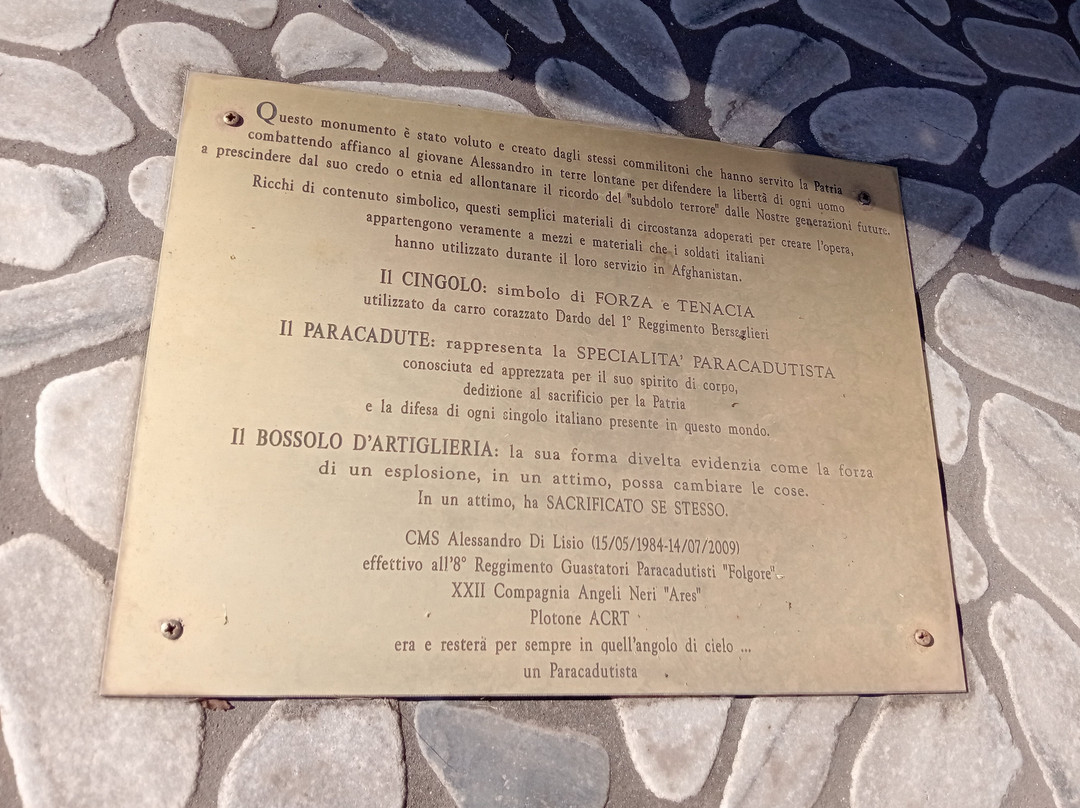 Questo monumento è stato voluto e creato dagli stessi commilitoni che hanno servito la Patria
combattendo affianco al giovane Alessandro in terre lontane per difendere la libertà di ogni uomo
a prescindere dal suo credo o etnia ed allontanare il ricordo del "subdolo terrore" dalle Nostre generazioni future.
Ricchi di contenuto simbolico, questi semplici materiali di circostanza adoperati per creare l'opera,
appartengono veramente a mezzi e materiali che i soldati italiani
hanno utilizzato durante il loro servizio in Afghanistan.
Il CINGOLO: simbolo di FORZA e TENACIA
utilizzato da carro corazzato Dardo del 1° Reggimento Bersaglieri
Il PARACADUTE: rappresenta la SPECIALITA' PARACADUTISTA
conosciuta ed apprezzata per il suo spirito di corpo,
dedizione al sacrificio per la Patria
e la difesa di ogni singolo italiano presente in questo mondo.
Il BOSSOLO D'ARTIGLIERIA: la sua forma divelta evidenzia come la forza
di un esplosione, in un attimo, possa cambiare le cose.
In un attimo, ha SACRIFICATO SE STESSO.
CMS Alessandro Di Lisio (15/05/1984-14/07/2009)
effettivo all'8° Reggimento Guastatori Paracadutisti "Folgore"
XXII Compagnia Angeli Neri "Ares"
Plotone ACRT
era e resterà per sempre in quell'angolo di cielo ...
un Paracadutista